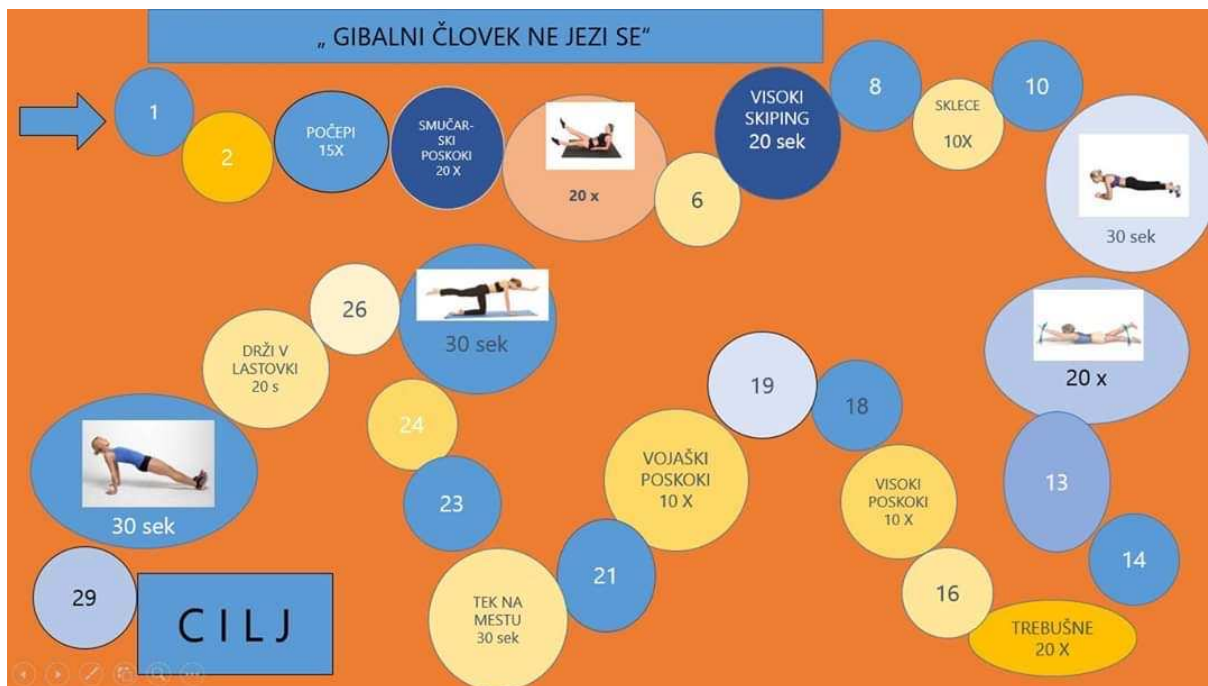 „ GIBALNI ČLOVEK NE JEZI SE“
1
2
POČEPI
15X
SMUČAR-
SKI
POSKOKI
20 X
20 x
6
VISOKI
SKIPING
20 sek
8
SKLECE
10X
10
30 sek
20 x
13
14
TREBUŠNE
20 X
16
VISOKI
POSKOKI
10 X
18
19
VOJAŠKI
POSKOKI
10 X
21
TEK NA
MESTU
30 sek
23
24
30 sek
26
DRŽI V
LASTOVKI
20 s
30 sek
29
C I L J